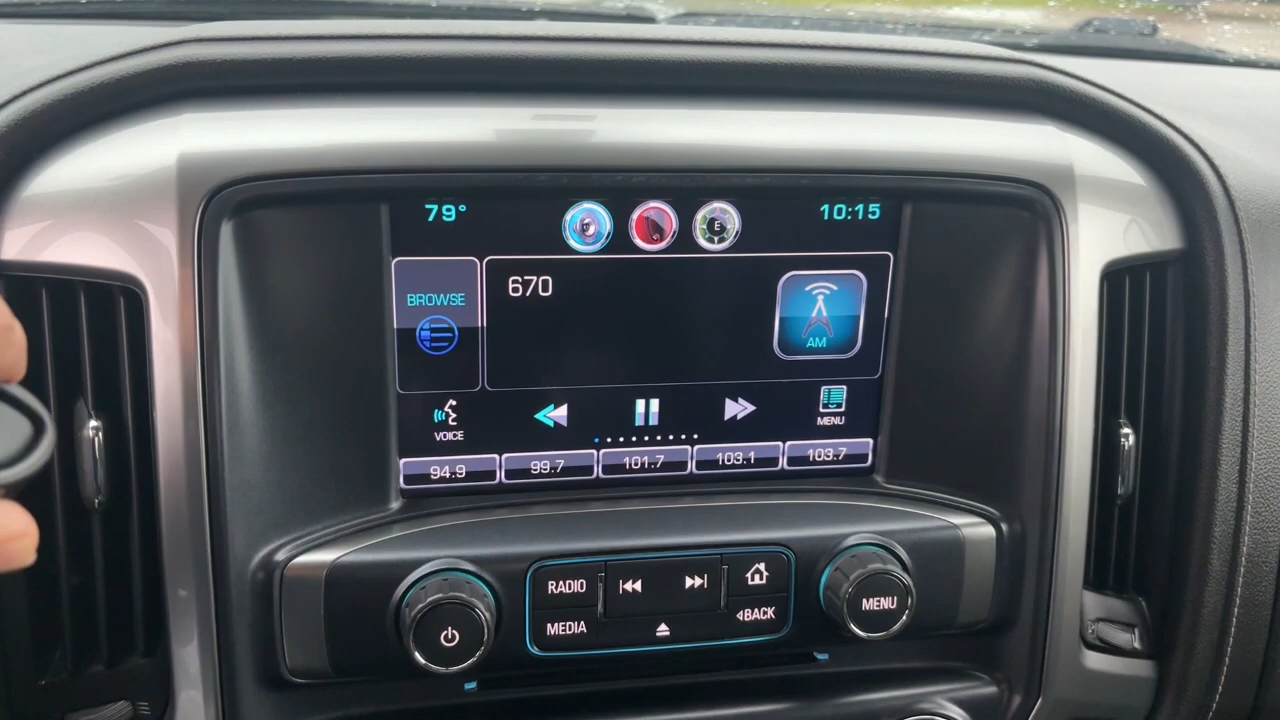 79°
10:15
E
BROWSE
670
AM
VOICE
MENU
94.9
99.7
101.7
103.1
103.7
RADIO
MEDIA
BACK
MENU